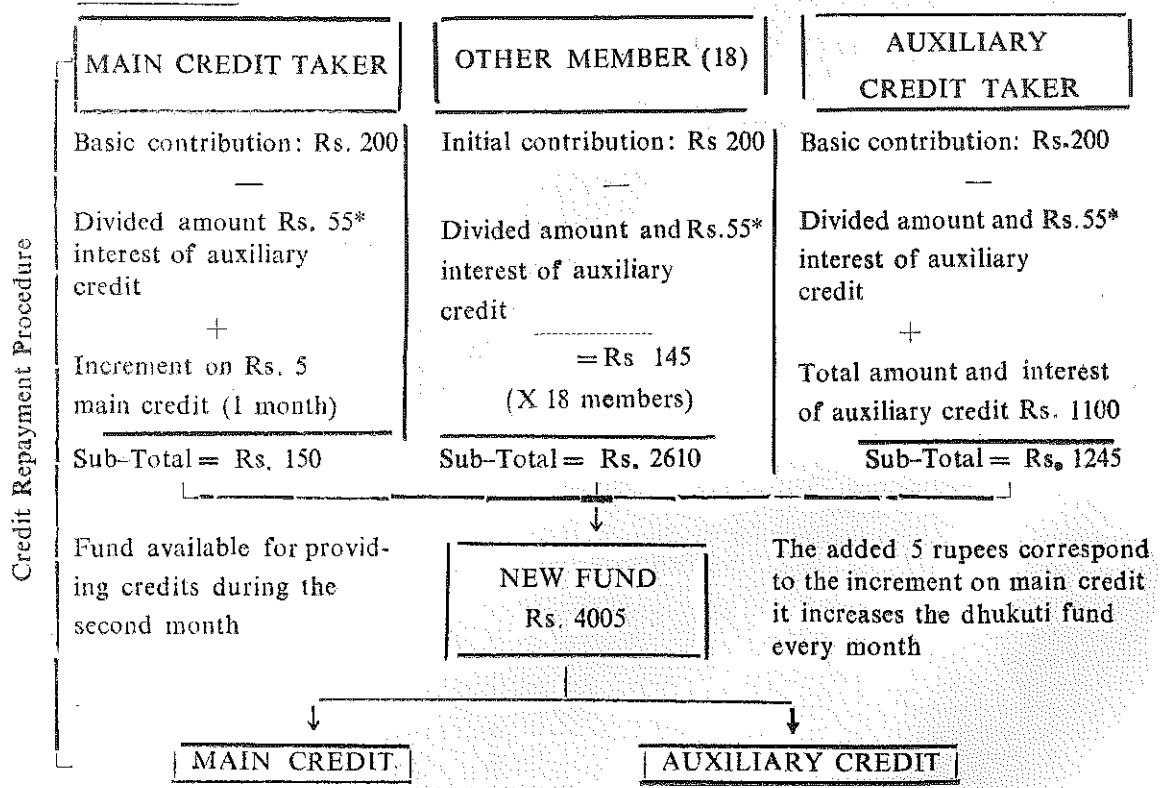 MAIN CREDIT TAKER
Basic contribution: Rs. 200
—
Divided amount Rs. 55*
interest of auxiliary
credit
+
Increment on Rs. 5
main credit (1 month)
Sub-Total = Rs. 150
OTHER MEMBER (18)
Initial contribution: Rs 200
—
Divided amount and Rs.55*
interest of auxiliary
credit
= Rs 145
(X 18 members)
Sub-Total = Rs. 2610
AUXILIARY
CREDIT TAKER
Basic contribution: Rs.200
—
Divided amount and Rs.55*
interest of auxiliary
credit
+
Total amount and interest
of auxiliary credit Rs. 1100
Sub-Total = Rs. 1245
Credit Repayment Procedure
Fund available for provid-
ing credits during the
second month
NEW FUND
Rs. 4005
The added 5 rupees correspond
to the increment on main credit
it increases the dhukuti fund
every month
MAIN CREDIT
AUXILIARY CREDIT